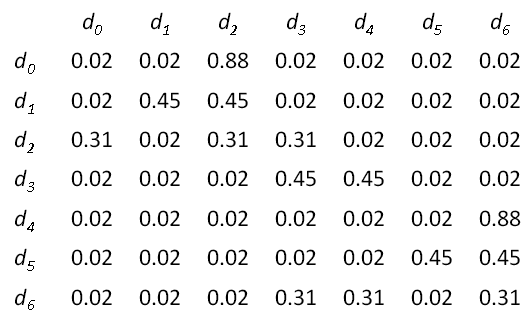 d0 d1 d2 d3 d4 d5 d6
d0 0.02 0.02 0.88 0.02 0.02 0.02 0.02
d1 0.02 0.45 0.45 0.02 0.02 0.02 0.02
d2 0.31 0.02 0.31 0.31 0.02 0.02 0.02
d3 0.02 0.02 0.02 0.45 0.45 0.02 0.02
d4 0.02 0.02 0.02 0.02 0.02 0.02 0.88
d5 0.02 0.02 0.02 0.02 0.02 0.45 0.45
d6 0.02 0.02 0.02 0.31 0.31 0.02 0.31